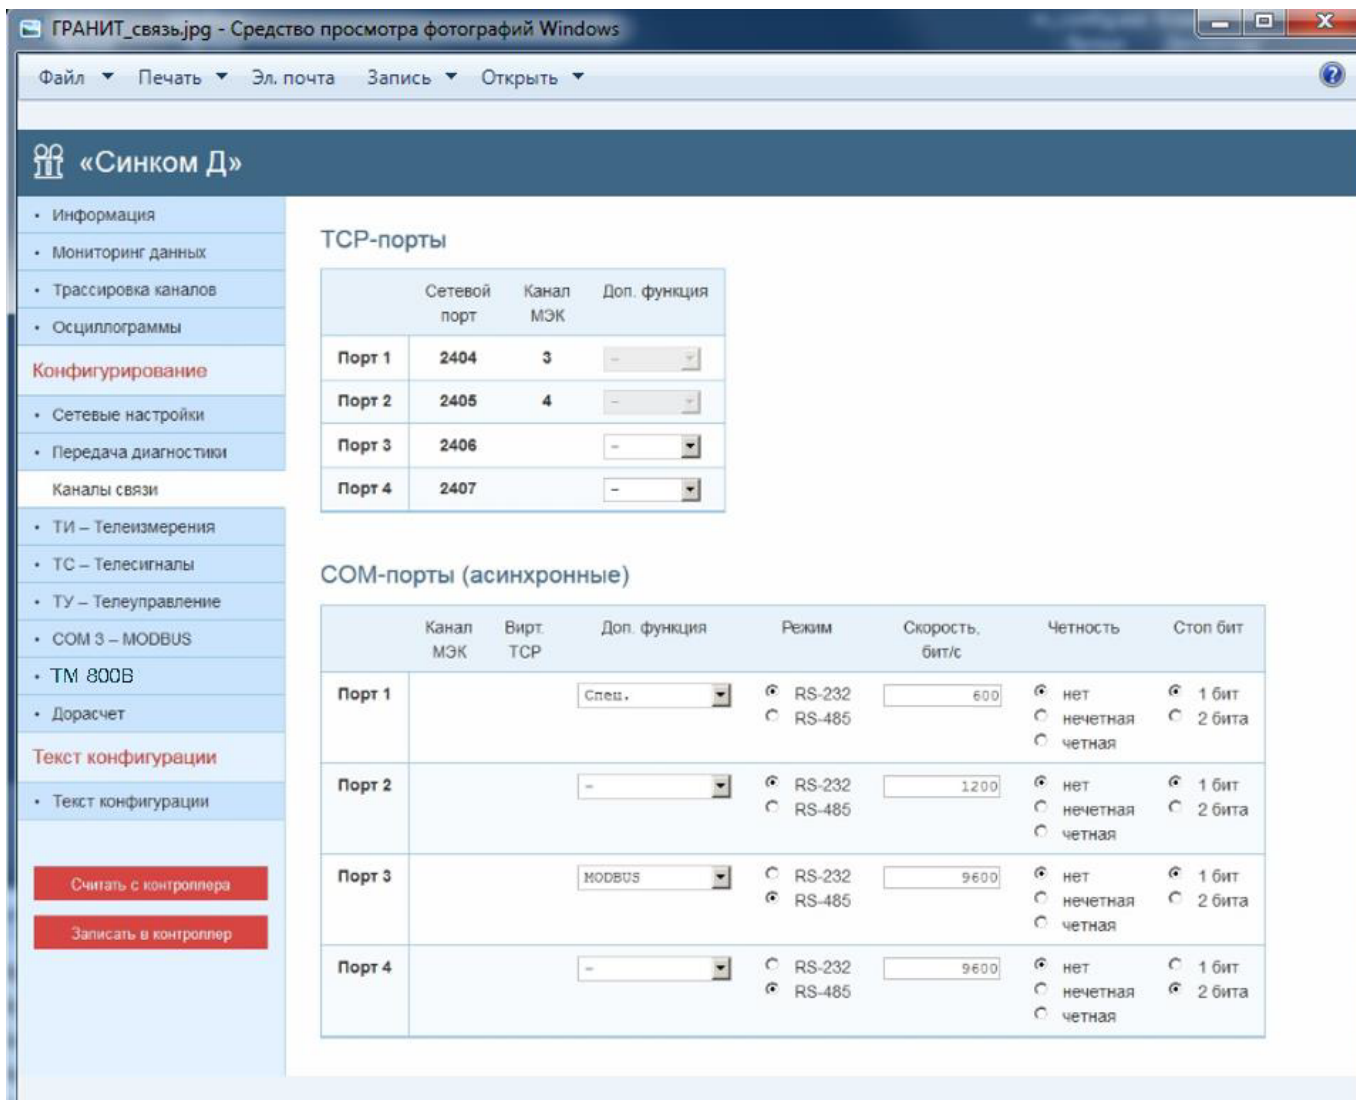 ГРАНИТ_связь.jpg - Средство просмотра фотографий Windows
Файл Печать Эл. почта Запись Открыть
«Синком Д»
Информация
Мониторинг данных
Трассировка каналов
Осциллограммы
Конфигурирование
Сетевые настройки
Передача диагностики
Каналы связи
ТИ – Телеизмерения
ТС – Телесигналы
ТУ – Телеуправление
COM 3 – MODBUS
ТМ 800В
Дорасчет
Текст конфигурации
Текст конфигурации
Считать с контроллера
Записать в контроллер
TCP-порты
Сетевой порт Канал МЭК Доп. функция
Порт 1 2404 3 –
Порт 2 2405 4 –
Порт 3 2406 –
Порт 4 2407 –
COM-порты (асинхронные)
Канал МЭК Вирт. TCP Доп. функция Режим Скорость, бит/с Четность Стоп бит
Порт 1 Спец. RS-232 600 нет 1 бит
RS-485 нечетная 2 бита
четная
Порт 2 – RS-232 1200 нет 1 бит
RS-485 нечетная 2 бита
четная
Порт 3 MODBUS RS-232 9600 нет 1 бит
RS-485 нечетная 2 бита
четная
Порт 4 – RS-232 9600 нет 1 бит
RS-485 нечетная 2 бита
четная